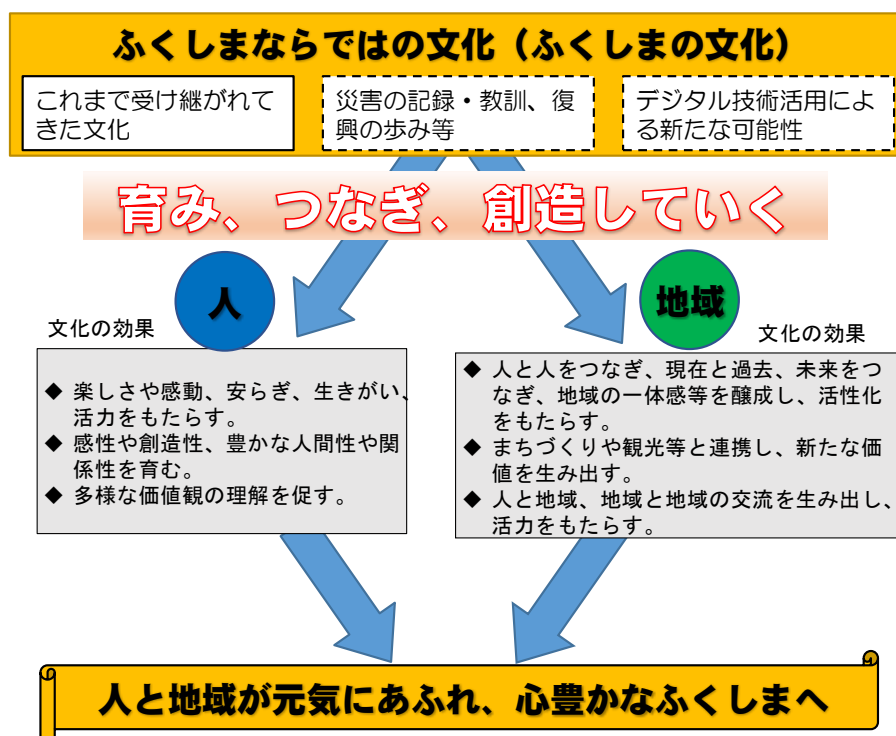 ふくしまならではの文化（ふくしまの文化）
これまで受け継がれて
きた文化
災害の記録・教訓、復
興の歩み等
デジタル技術活用によ
る新たな可能性
育み、つなぎ、創造していく
人
文化の効果
◆ 楽しさや感動、安らぎ、生きがい、
活力をもたらす。
◆ 感性や創造性、豊かな人間性や関
係性を育む。
◆ 多様な価値観の理解を促す。
地域
文化の効果
◆ 人と人をつなぎ、現在と過去、未来をつ
なぎ、地域の一体感等を醸成し、活性化
をもたらす。
◆ まちづくりや観光等と連携し、新たな価
値を生み出す。
◆ 人と地域、地域と地域の交流を生み出し、
活力をもたらす。
人と地域が元気にあふれ、心豊かなふくしまへ